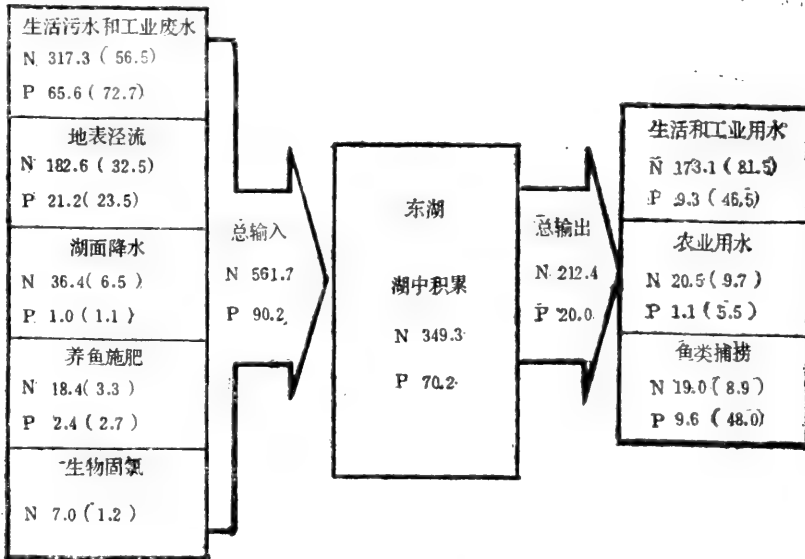 生活污水和工业废水
N 317.3 ( 56.5)
P 65.6 ( 72.7)
地表泾流
N 182.6 ( 32.5)
P 21.2( 23.5)
湖面降水
N 36.4( 6.5 )
P 1.0 ( 1.1 )
养鱼施肥
N 18.4( 3.3 )
P 2.4 ( 2.7 )
生物固氮
N 7.0 ( 1.2 )
总输入
N 561.7
P 90.2
东湖
湖中积累
N 349.3
P 70.2
总输出
N 212.4
P 20.0
生活和工业用水
N 173.1 (81.5)
P 9.3 ( 46.5)
农业用水
N 20.5 ( 9.7 )
P 1.1 ( 5.5 )
鱼类捕捞
N 19.0 ( 8.9 )
P 9.6 ( 48.0)